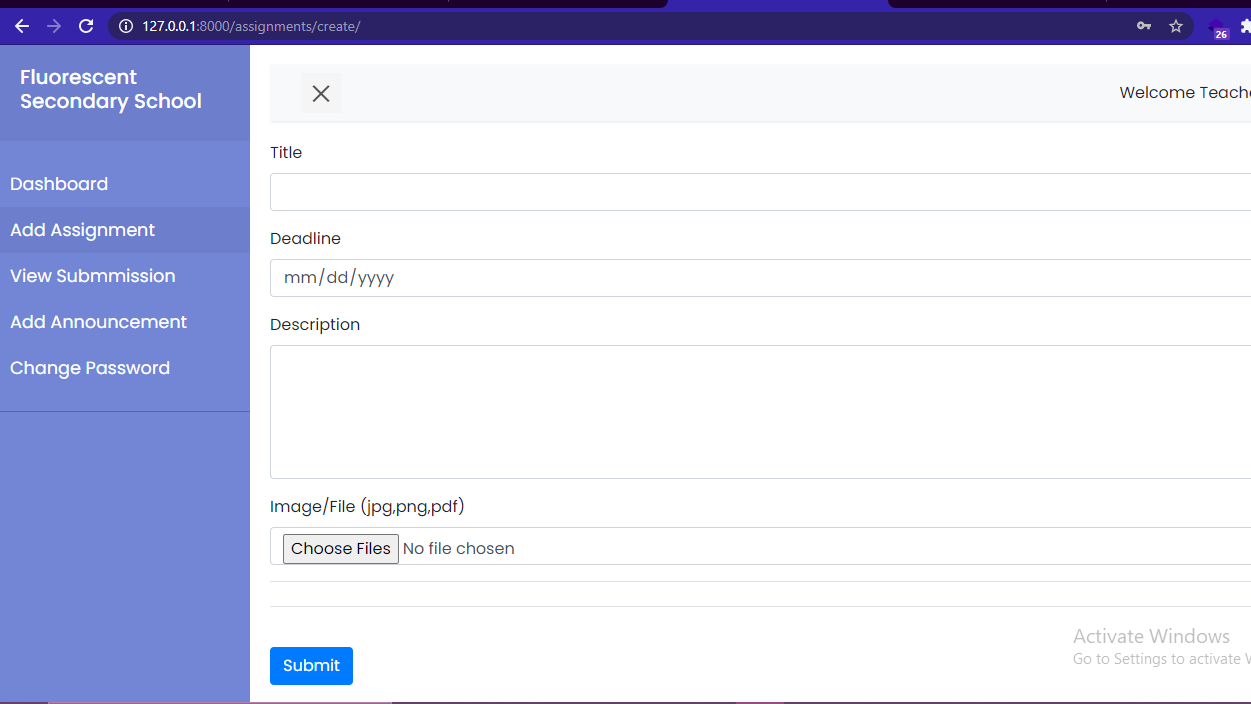 127.0.0.1:8000/assignments/create/
26
Fluorescent
Secondary School
Welcome Teach
Dashboard
Add Assignment
View Submmission
Add Announcement
Change Password
Title
Deadline
mm/dd/yyyy
Description
Image/File (jpg,png,pdf)
Choose Files No file chosen
Submit
Activate Windows
Go to Settings to activate